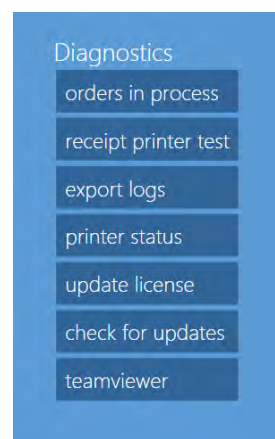 Diagnostics
orders in process
receipt printer test
export logs
printer status
update license
check for updates
teamviewer